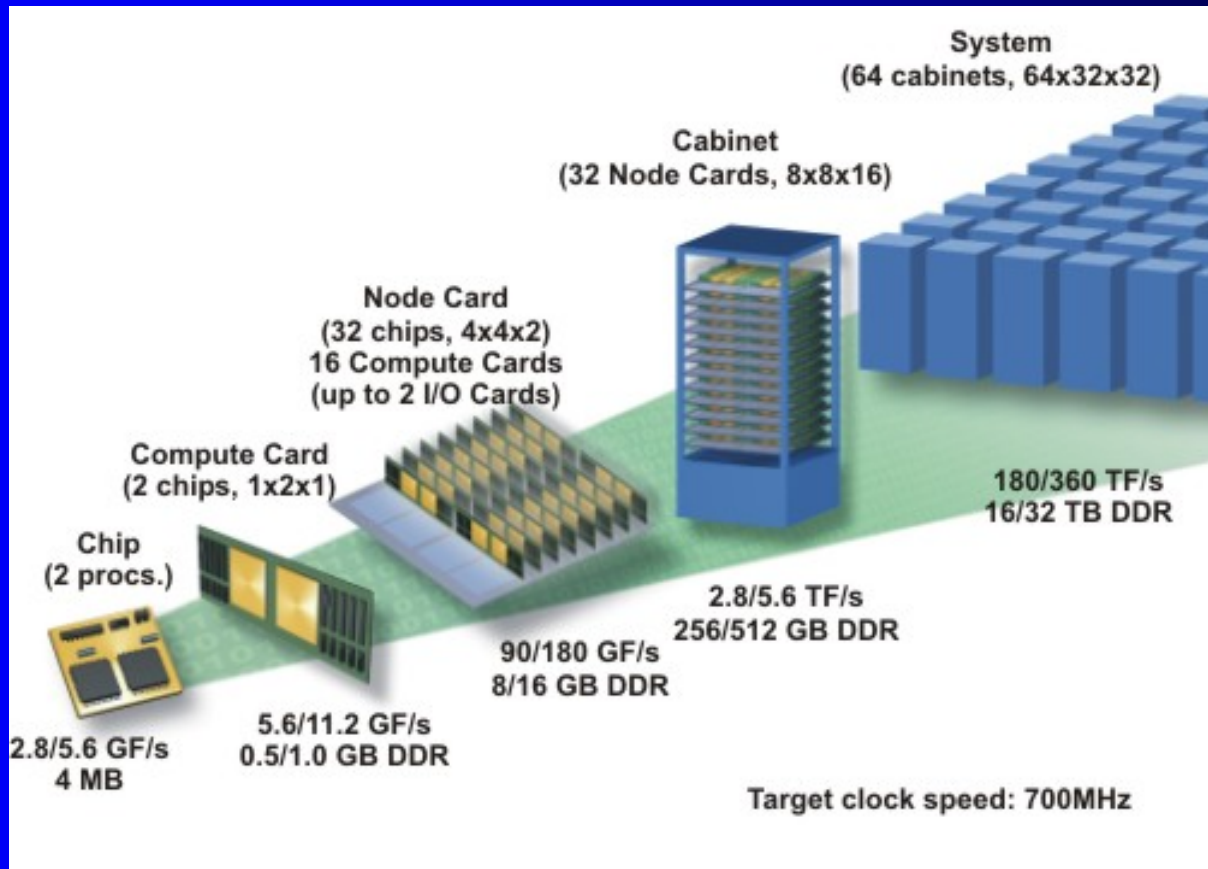 System
(64 cabinets, 64x32x32)
Cabinet
(32 Node Cards, 8x8x16)
Node Card
(32 chips, 4x4x2)
16 Compute Cards
(up to 2 I/O Cards)
Compute Card
(2 chips, 1x2x1)
Chip
(2 procs.)
180/360 TF/s
16/32 TB DDR
2.8/5.6 TF/s
256/512 GB DDR
90/180 GF/s
8/16 GB DDR
5.6/11.2 GF/s
0.5/1.0 GB DDR
2.8/5.6 GF/s
4 MB
Target clock speed: 700MHz